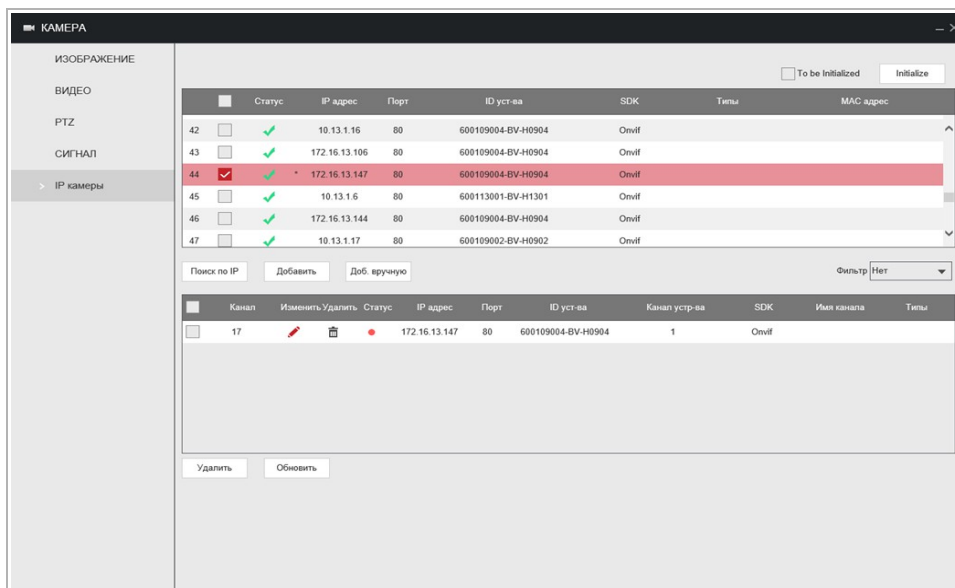 КАМЕРА
ИЗОБРАЖЕНИЕ
ВИДЕО
PTZ
СИГНАЛ
IP камеры
To be Initialized Initialize
Статус IP адрес Порт ID уст-ва SDK Типы MAC адрес
42 10.13.1.16 80 600109004-BV-H0904 Onvif
43 172.16.13.106 80 600109004-BV-H0904 Onvif
44 * 172.16.13.147 80 600109004-BV-H0904 Onvif
45 10.13.1.6 80 600113001-BV-H1301 Onvif
46 172.16.13.144 80 600109004-BV-H0904 Onvif
47 10.13.1.17 80 600109002-BV-H0902 Onvif
Поиск по IP Добавить Доб. вручную Фильтр Нет
Канал Изменить Удалить Статус IP адрес Порт ID уст-ва Канал устр-ва SDK Имя канала Типы
17 172.16.13.147 80 600109004-BV-H0904 1 Onvif
Удалить Обновить